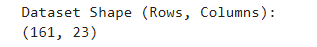 Dataset Shape (Rows, Columns):
(161, 23)